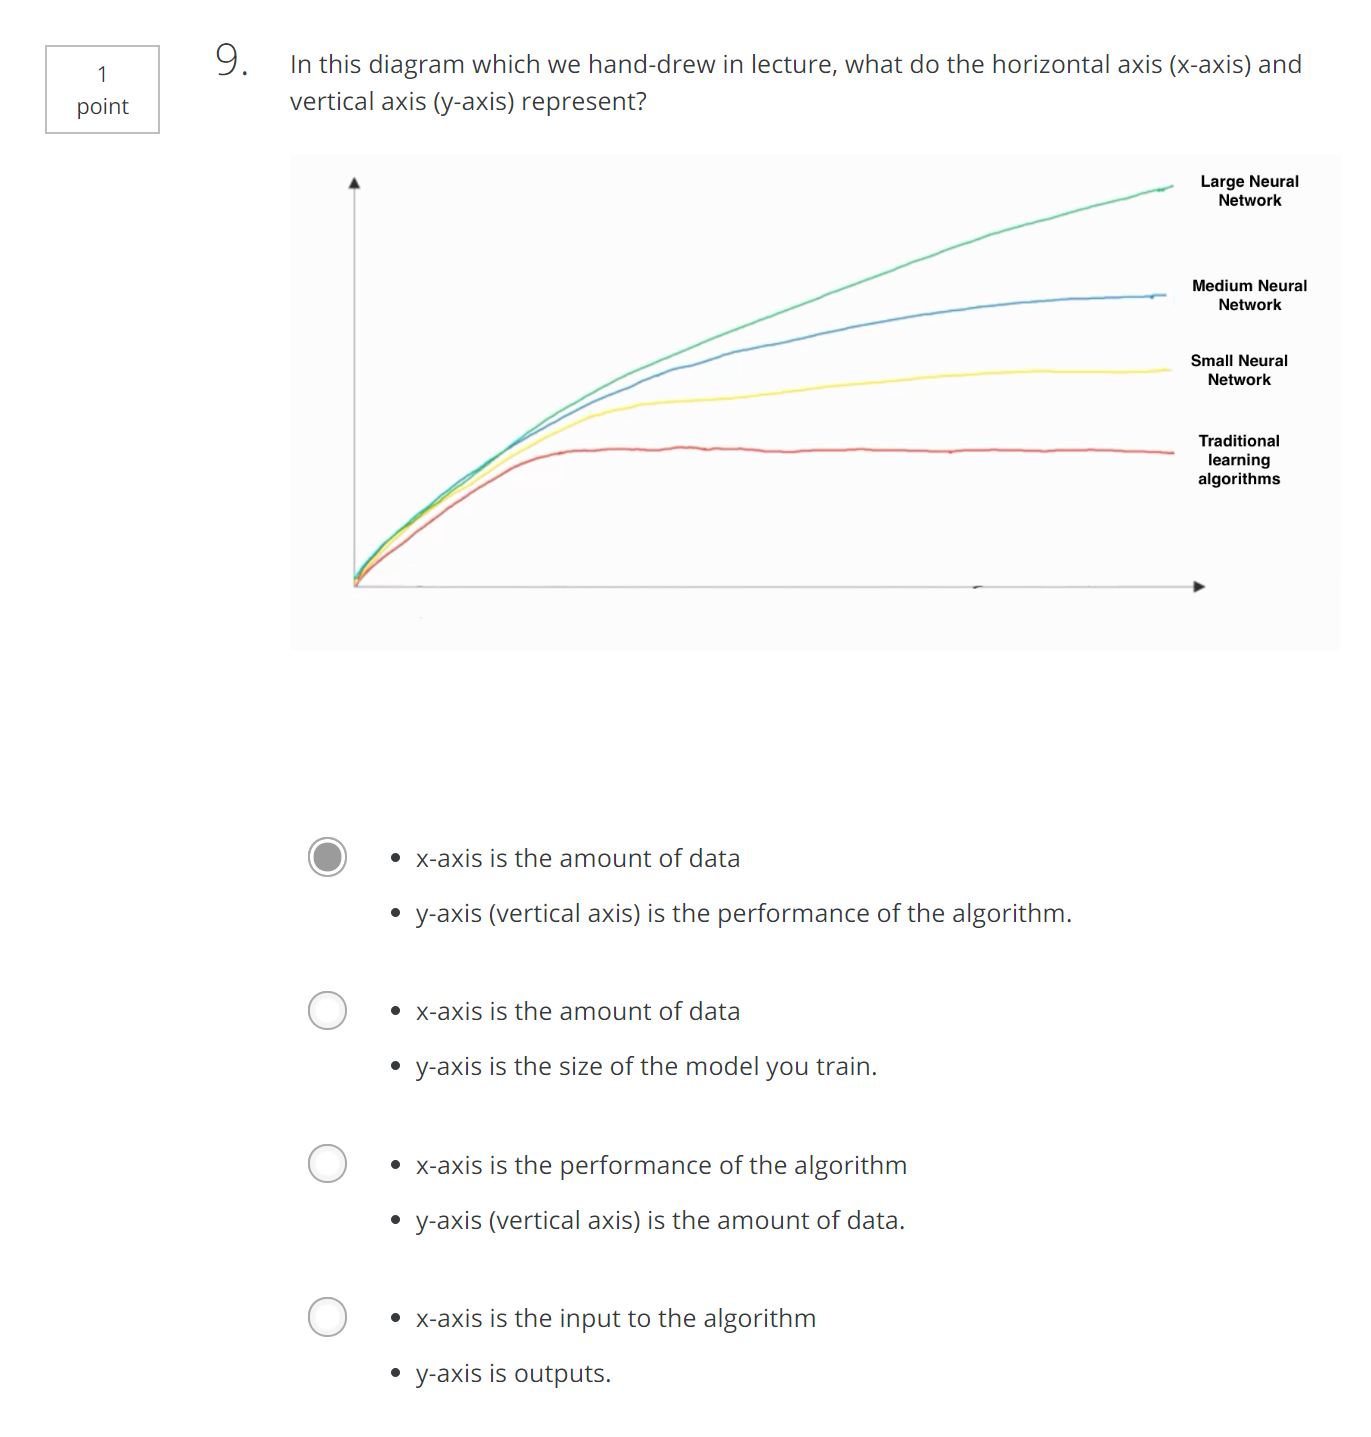 1
point
9.
In this diagram which we hand-drew in lecture, what do the horizontal axis (x-axis) and
vertical axis (y-axis) represent?
Large Neural
Network
Medium Neural
Network
Small Neural
Network
Traditional
learning
algorithms
• x-axis is the amount of data
• y-axis (vertical axis) is the performance of the algorithm.
• x-axis is the amount of data
• y-axis is the size of the model you train.
• x-axis is the performance of the algorithm
• y-axis (vertical axis) is the amount of data.
• x-axis is the input to the algorithm
• y-axis is outputs.